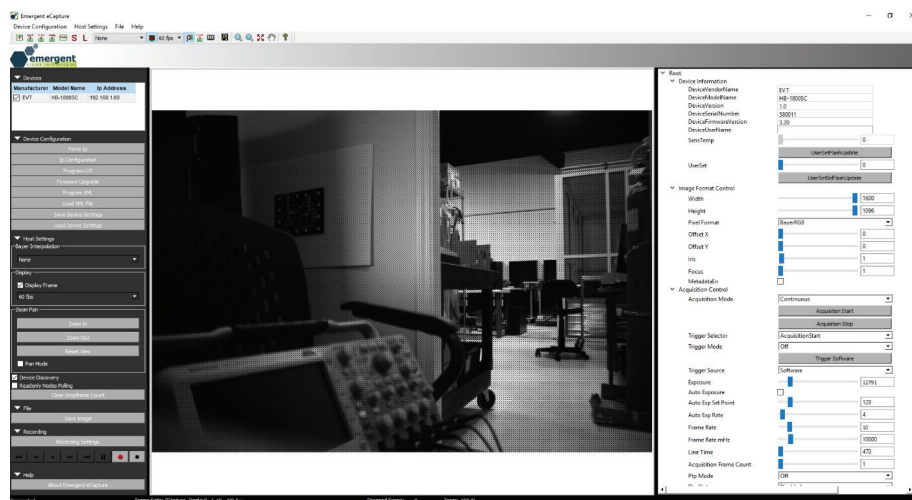 Emergent eCapture
Device Configuration Host Settings File Help
S L None 60 fps
emergent
Devices
Manufacturer Model Name Ip Address
EVT HB-1800SC 192.168.1.69
Device Configuration
Force Ip
Ip Configuration
Program LUT
Firmware Upgrade
Program XML
Load XML File
Save Device Settings
Load Device Settings
Host Settings
Bayer Interpolation
None
Display
Display Frame
60 fps
Zoom Pan
Zoom In
Zoom Out
Reset View
Pan Mode
Device Discovery
Readonly Nodes Polling
Clear Dropframe Count
File
Save Image
Recording
Recording Settings
Help
About Emergent eCapture
Root
Device Information
DeviceVendorName EVT
DeviceModelName HB-1800SC
DeviceVersion 1.0
DeviceSerialNumber 580011
DeviceFirmwareVersion 3.20
DeviceUserName
SensTemp 0
UserSetFlashUpdate
UserSet 0
UserSetSelFlashUpdate
Image Format Control
Width 1600
Height 1096
Pixel Format BayerRGB
Offset X 0
Offset Y 0
Iris 1
Focus 1
MetadataEn
Acquisition Control
Acquisition Mode Continuous
Acquisition Start
Acquisition Stop
Trigger Selector AcquisitionStart
Trigger Mode Off
Trigger Software
Trigger Source Software
Exposure 12791
Auto Exposure
Auto Exp Set Point 128
Auto Exp Rate 4
Frame Rate 10
Frame Rate mHz 10000
Line Time 470
Acquisition Frame Count 1
Ptp Mode Off